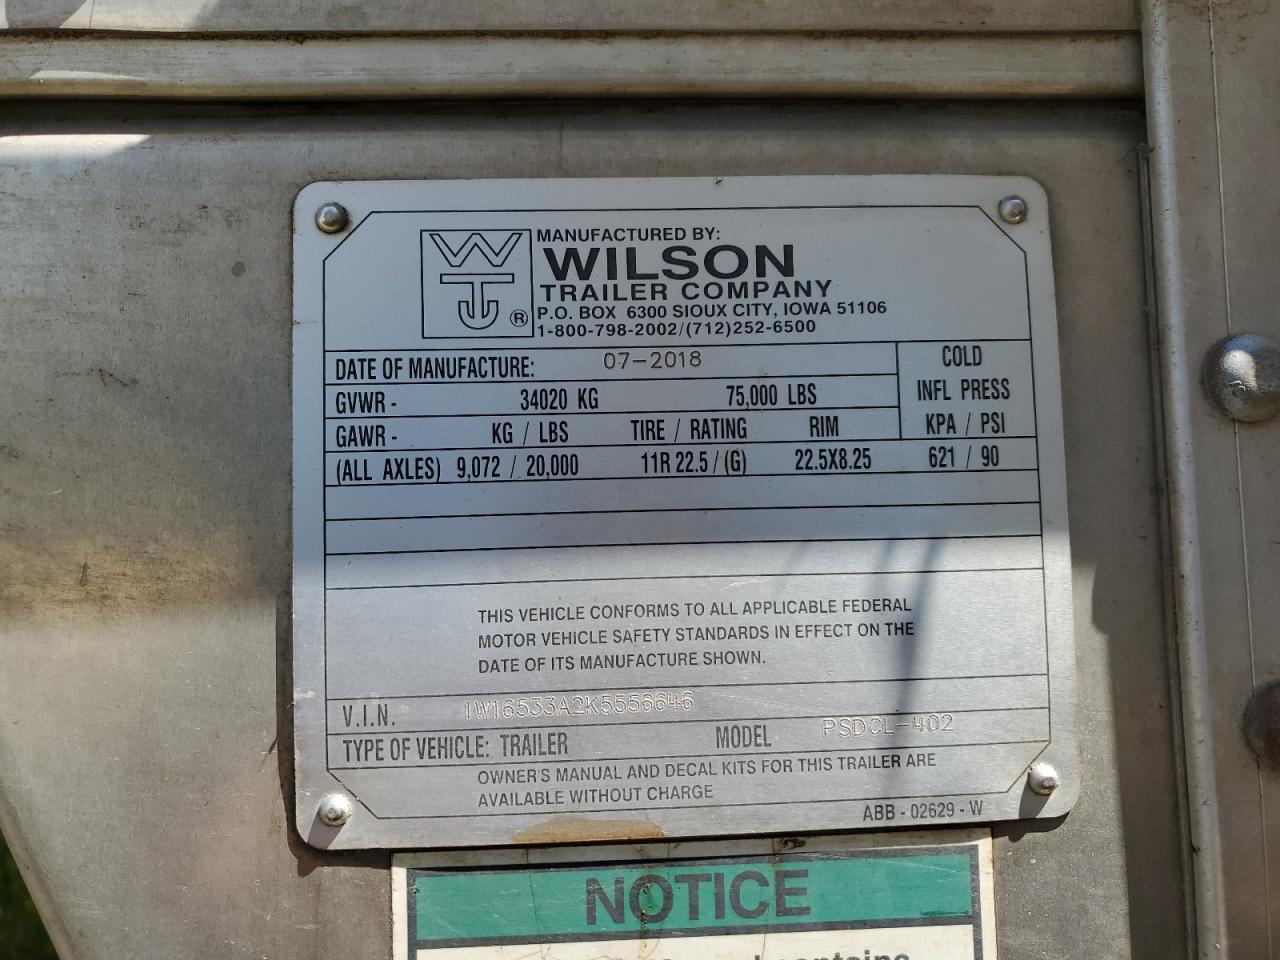 MANUFACTURED BY:
WILSON
TRAILER COMPANY
P.O. BOX 6300 SIOUX CITY, IOWA 51106
1-800-798-2002/(712)252-6500
WT ®
DATE OF MANUFACTURE: 07-2018
COLD
INFL PRESS
KPA / PSI
GVWR - 34020 KG 75,000 LBS
GAWR - KG / LBS TIRE / RATING RIM
(ALL AXLES) 9,072 / 20,000 11R 22.5 / (G) 22.5X8.25 621 / 90
THIS VEHICLE CONFORMS TO ALL APPLICABLE FEDERAL
MOTOR VEHICLE SAFETY STANDARDS IN EFFECT ON THE
DATE OF ITS MANUFACTURE SHOWN.
V.I.N. 1W16533A2K5556646
TYPE OF VEHICLE: TRAILER MODEL PSDCL-402
OWNER'S MANUAL AND DECAL KITS FOR THIS TRAILER ARE
AVAILABLE WITHOUT CHARGE
ABB - 02629 - W
NOTICE
contains